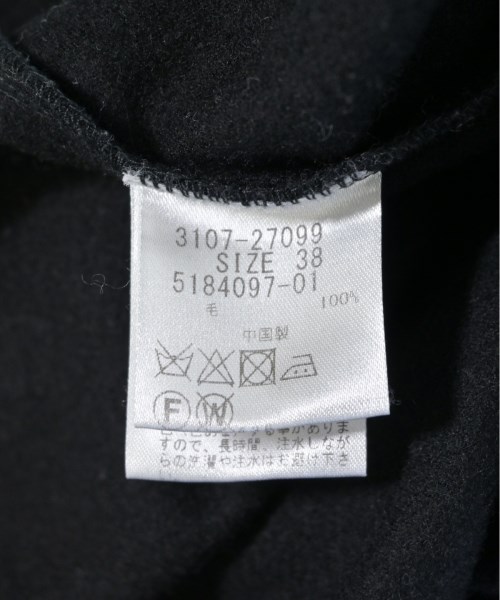 3107-27099
SIZE 38
5184097-01
毛 100%
中国製
F W
すので、長時間、注水しなが
らの洗濯や注水はお避け下さ